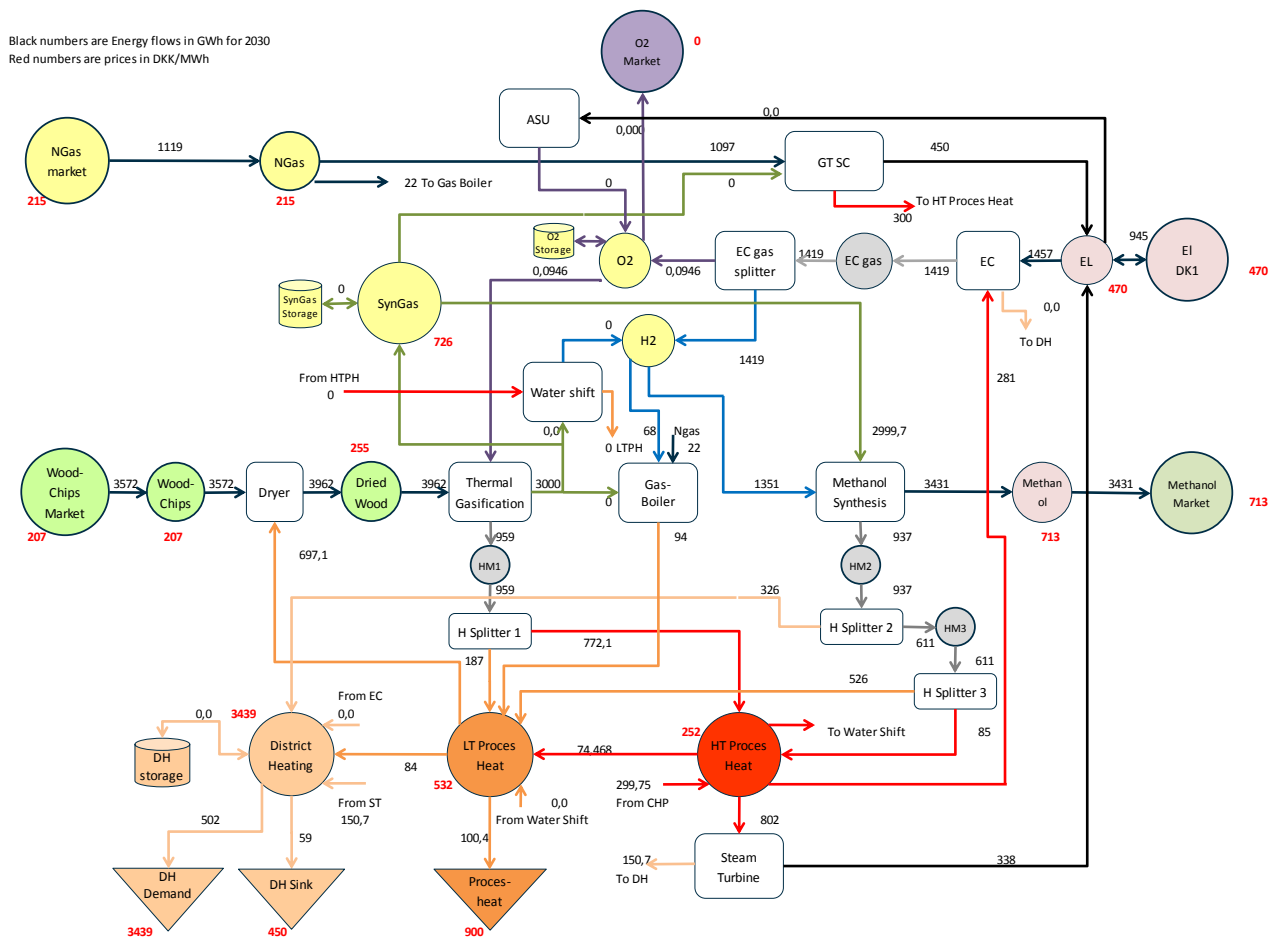 Black numbers are Energy flows in GWh for 2030
Red numbers are prices in DKK/MWh
O2
Market
0
ASU
0,0
0,000
NGas
market
215
1119
NGas
215
1097
22 To Gas Boiler
0
0
GT SC
450
To HT Proces Heat
300
O2
Storage
O2
0,0946
0,0946
EC gas
splitter
1419
EC gas
1419
EC
1457
EL
470
945
El
DK1
470
0,0
To DH
SynGas
Storage
0
SynGas
726
0
H2
1419
From HTPH
0
Water shift
0,0
0 LTPH
68
Ngas
22
281
2999,7
Wood-
Chips
Market
207
3572
Wood-
Chips
207
3572
Dryer
3962
255
Dried
Wood
3962
Thermal
Gasification
3000
0
Gas-
Boiler
1351
Methanol
Synthesis
3431
Methan
ol
713
3431
Methanol
Market
713
697,1
959
HM1
959
94
937
HM2
937
326
H Splitter 1
772,1
187
H Splitter 2
611
HM3
611
526
H Splitter 3
85
From EC
0,0
0,0
3439
DH
storage
District
Heating
84
LT Proces
Heat
532
74,468
252
HT Proces
Heat
To Water Shift
299,75
From CHP
From ST
150,7
0,0
From Water Shift
502
59
100,4
802
150,7
To DH
Steam
Turbine
338
DH
Demand
3439
DH Sink
450
Proces-
heat
900